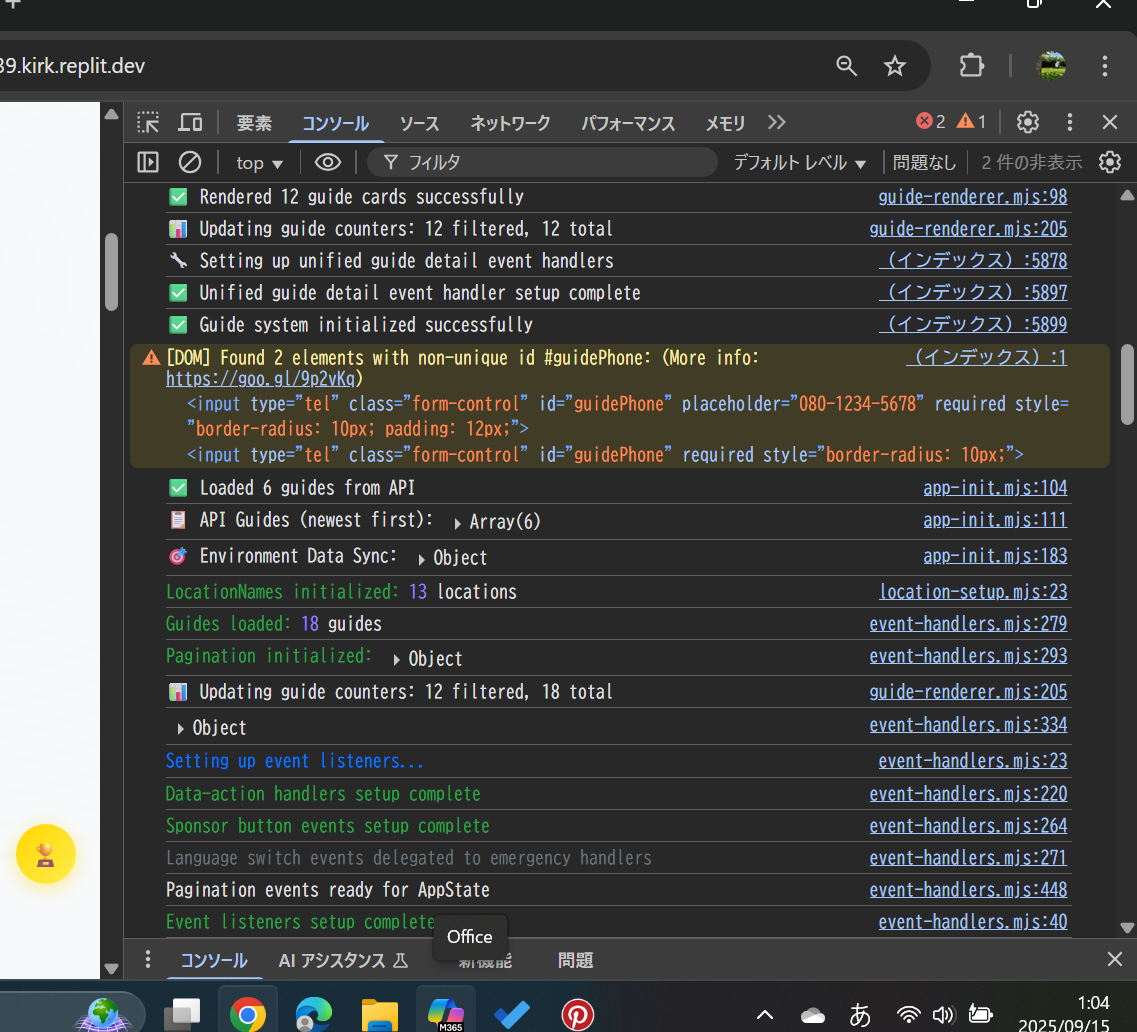 39.kirk.replit.dev
要素 コンソール ソース ネットワーク パフォーマンス メモリ 2 1
top フィルタ デフォルト レベル 問題なし 2 件の非表示
Rendered 12 guide cards successfully guide-renderer.mjs:98
Updating guide counters: 12 filtered, 12 total guide-renderer.mjs:205
Setting up unified guide detail event handlers (インデックス):5878
Unified guide detail event handler setup complete (インデックス):5897
Guide system initialized successfully (インデックス):5899
[DOM] Found 2 elements with non-unique id #guidePhone: (More info: (インデックス):1
https://goo.gl/9p2vKq)
<input type="tel" class="form-control" id="guidePhone" placeholder="080-1234-5678" required style=
"border-radius: 10px; padding: 12px;">
<input type="tel" class="form-control" id="guidePhone" required style="border-radius: 10px;">
Loaded 6 guides from API app-init.mjs:104
API Guides (newest first): Array(6) app-init.mjs:111
Environment Data Sync: Object app-init.mjs:183
LocationNames initialized: 13 locations location-setup.mjs:23
Guides loaded: 18 guides event-handlers.mjs:279
Pagination initialized: Object event-handlers.mjs:293
Updating guide counters: 12 filtered, 18 total guide-renderer.mjs:205
Object event-handlers.mjs:334
Setting up event listeners... event-handlers.mjs:23
Data-action handlers setup complete event-handlers.mjs:220
Sponsor button events setup complete event-handlers.mjs:264
Language switch events delegated to emergency handlers event-handlers.mjs:271
Pagination events ready for AppState event-handlers.mjs:448
Event listeners setup complete event-handlers.mjs:40
Office
コンソール AI アシスタンス 新機能 問題
M365 あ 1:04
2025/09/15